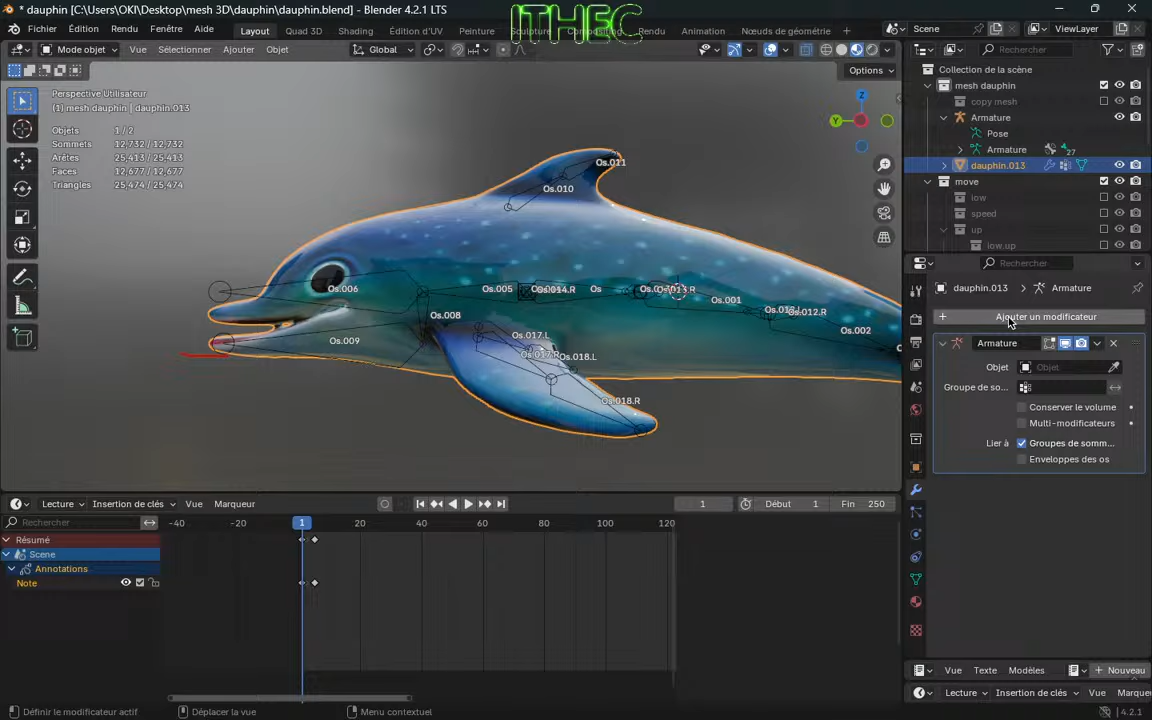 * dauphin [C:\Users\OKI\Desktop\mesh 3D\dauphin\dauphin.blend] - Blender 4.2.1 LTS
ITHEC
Fichier Édition Rendu Fenêtre Aide Layout Quad 3D Shading Édition d'UV Peinture Rendu Animation Nœuds de géométrie + Scene ViewLayer
Mode objet Vue Sélectionner Ajouter Objet Global Rechercher
Options
Collection de la scène
mesh dauphin
copy mesh
Armature
Pose
Armature 27
dauphin.013
move
low
speed
up
low.up
Perspective Utilisateur
(1) mesh dauphin | dauphin.013
Objets 1/2
Sommets 12,732 / 12,732
Arêtes 25,413 / 25,413
Faces 12,677 / 12,677
Triangles 25,474 / 25,474
Z
Y
Os.011
Os.010
Os.006
Os.005
Os
Os.001
Os.012.R
Os.002
Os.008
Os.009
Os.017.L
Os.018.L
Os.018.R
Rechercher
dauphin.013 Armature
+ Ajouter un modificateur
Armature
Objet Objet
Groupe de so...
Conserver le volume
Multi-modificateurs
Lier à Groupes de somm...
Enveloppes des os
Lecture Insertion de clés Vue Marqueur 1 Début 1 Fin 250
Rechercher
-40 -20 1 20 40 60 80 100 120
Résumé
Scene
Annotations
Note
Vue Texte Modèles + Nouveau
Lecture Insertion de clés Vue Marque
Définir le modificateur actif Déplacer la vue Menu contextuel 4.2.1